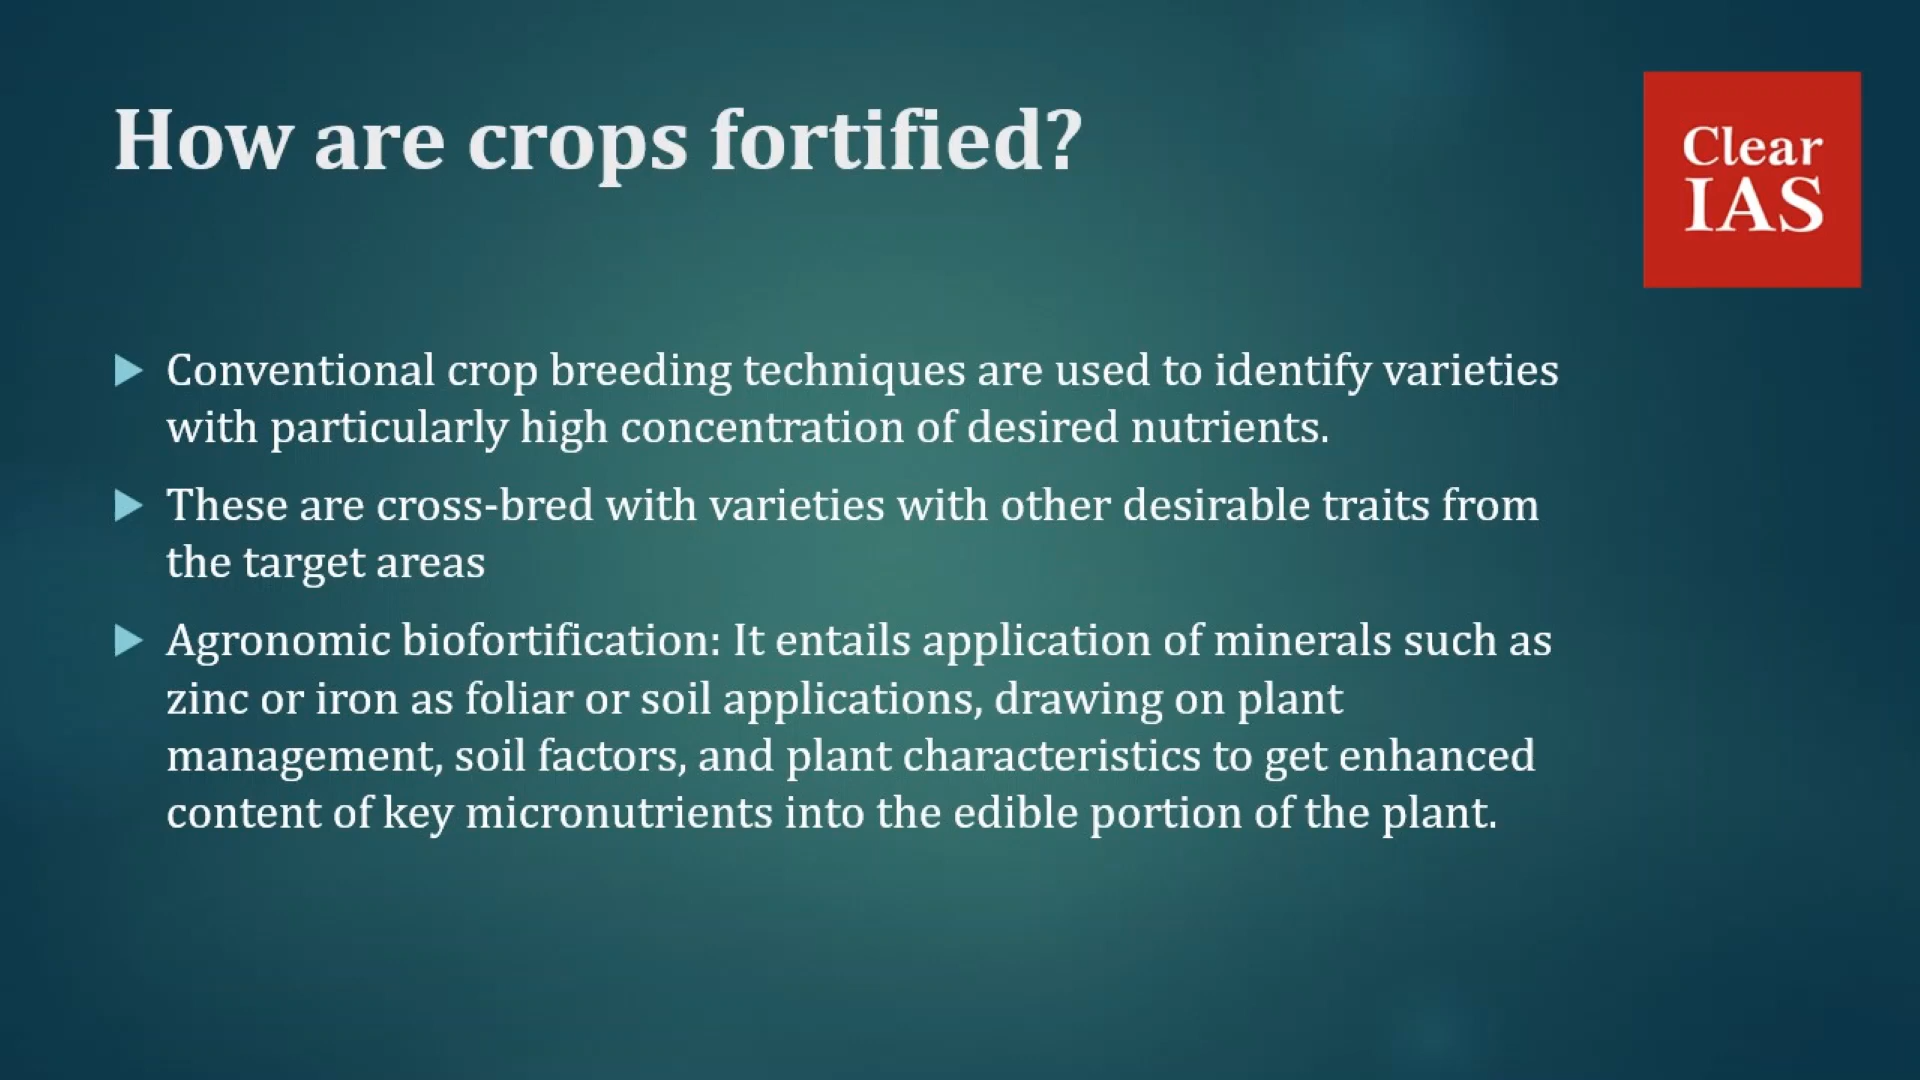 How are crops fortified?
Clear
IAS
Conventional crop breeding techniques are used to identify varieties
with particularly high concentration of desired nutrients.
These are cross-bred with varieties with other desirable traits from
the target areas
Agronomic biofortification: It entails application of minerals such as
zinc or iron as foliar or soil applications, drawing on plant
management, soil factors, and plant characteristics to get enhanced
content of key micronutrients into the edible portion of the plant.